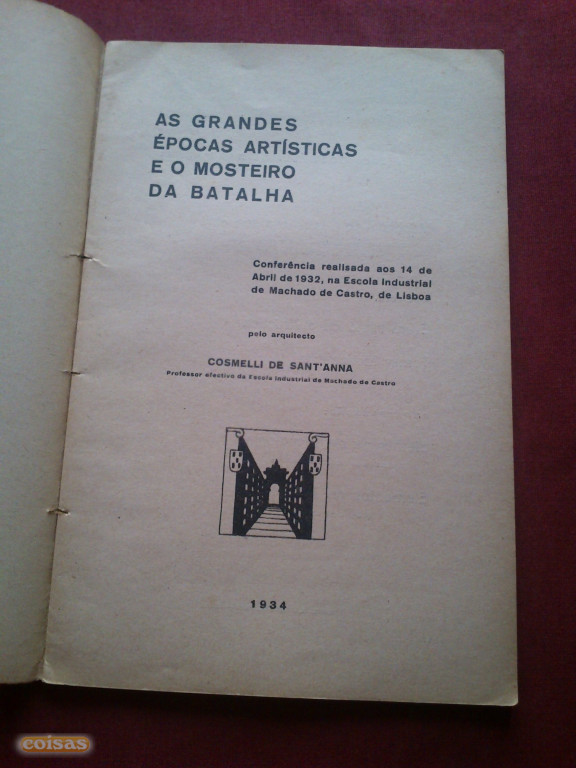 AS GRANDES
ÉPOCAS ARTÍSTICAS
E O MOSTEIRO
DA BATALHA
Conferência realisada aos 14 de
Abril de 1932, na Escola Industrial
de Machado de Castro, de Lisboa
pelo arquitecto
COSMELLI DE SANT'ANNA
Professor efectivo da Escola Industrial de Machado de Castro
1934
coisas